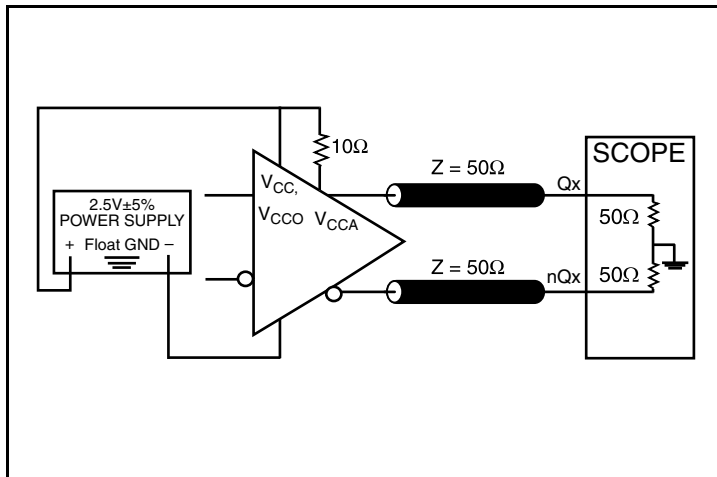 2.5V±5%
POWER SUPPLY
+ Float GND −
10Ω
VCC,
VCCO
VCCA
Z = 50Ω
Qx
Z = 50Ω
nQx
SCOPE
50Ω
50Ω